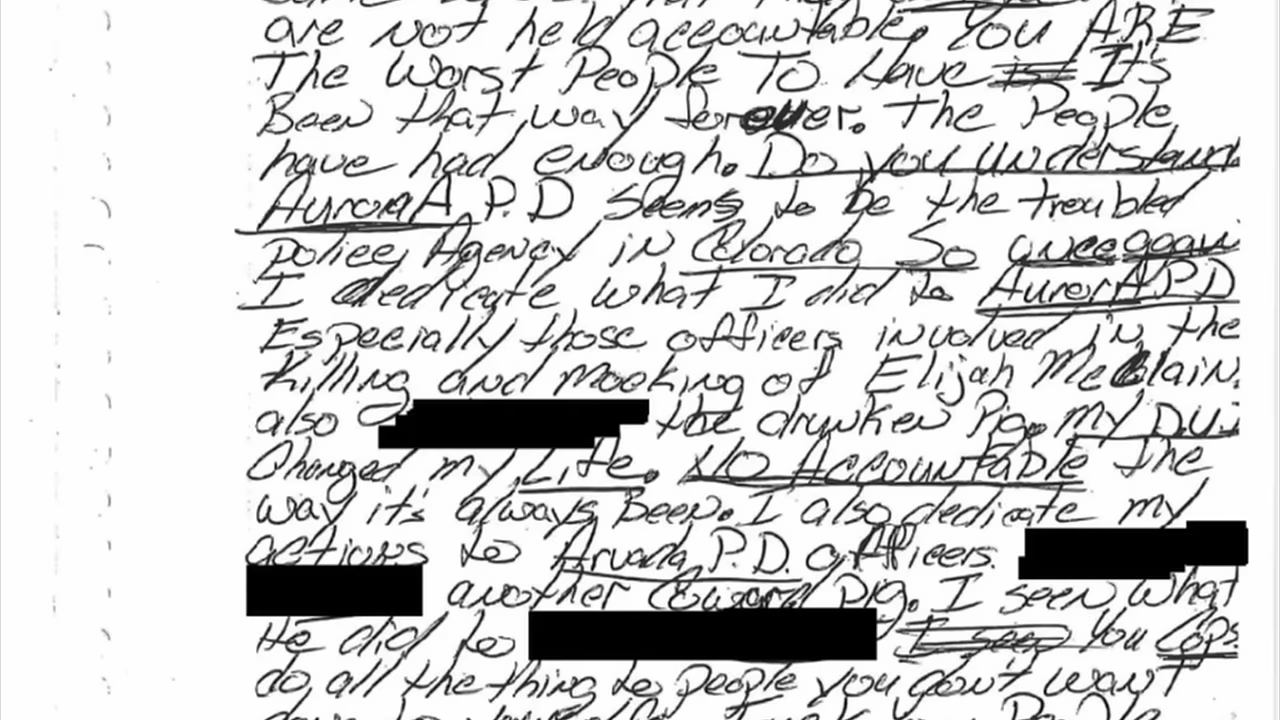 are not held accountable. You ARE
The Worst People To Have It's
Been that way forever. The People
have had enough. Do you understand
Aurora P.D seems to be the troubled
police Agency in Colorado So once again
I dedicate what I did to Aurora P.D
Especially those officers involved in the
Killing and mocking of Elijah McClain.
also the drunken Pig. my D.U.I
Changed my Life. NO Accountable the
way it's always Been. I also dedicate my
actions to Arvada P.D. officers
another Coward pig. I seen what
He did to I seen You Cops
do all the thing to people you don't want